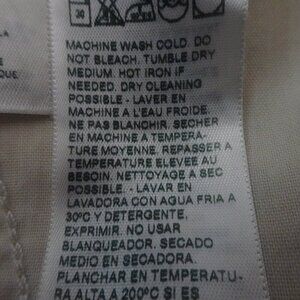 LA
QUE
30
MACHINE WASH COLD. DO
NOT BLEACH. TUMBLE DRY
MEDIUM. HOT IRON IF
NEEDED. DRY CLEANING
POSSIBLE - LAVER EN
MACHINE A L'EAU FROIDE.
NE PAS BLANCHIR. SECHER
EN MACHINE A TEMPERA-
TURE MOYENNE. REPASSER A
TEMPERATURE ELEVEE AU
BESOIN. NETTOYAGE A SEC
POSSIBLE. - LAVAR EN
LAVADORA CON AGUA FRIA A
30ºC Y DETERGENTE.
EXPRIMIR. NO USAR
BLANQUEADOR. SECADO
MEDIO EN SECADORA.
PLANCHAR EN TEMPERATU-
RA ALTA A 200ºC SI ES